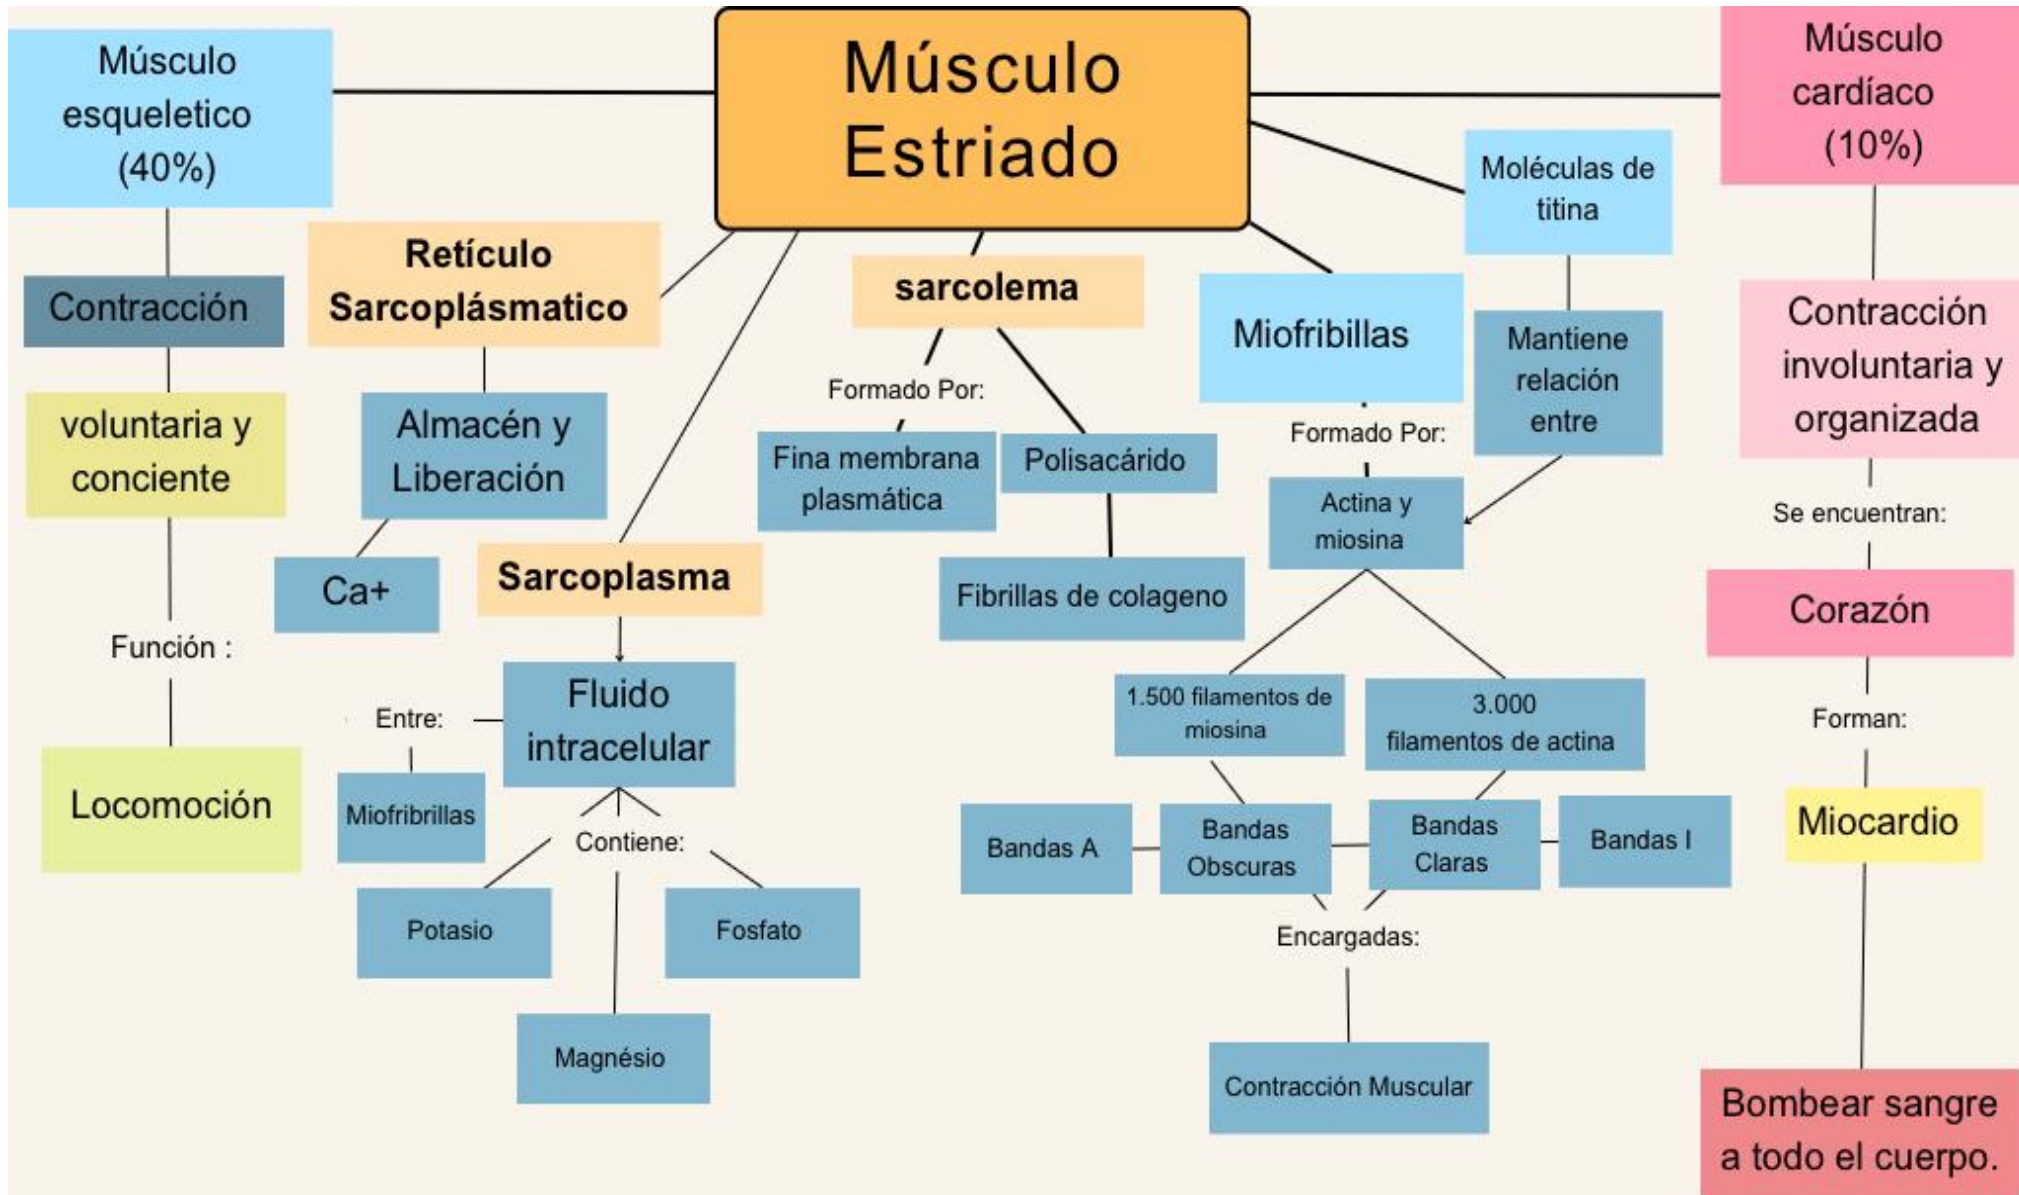 Músculo
Estriado
Músculo
esqueletico
(40%)
Contracción
voluntaria y
conciente
Función :
Locomoción
Retículo
Sarcoplásmatico
Almacén y
Liberación
Ca+
Sarcoplasma
Fluido
intracelular
Entre:
Miofribrillas
Contiene:
Potasio
Fosfato
Magnésio
sarcolema
Formado Por:
Fina membrana
plasmática
Polisacárido
Fibrillas de colageno
Miofribillas
Formado Por:
Actina y
miosina
Moléculas de
titina
Mantiene
relación
entre
1.500 filamentos de
miosina
3.000
filamentos de actina
Bandas A
Bandas
Obscuras
Bandas
Claras
Bandas I
Encargadas:
Contracción Muscular
Músculo
cardíaco
(10%)
Contracción
involuntaria y
organizada
Se encuentran:
Corazón
Forman:
Miocardio
Bombear sangre
a todo el cuerpo.